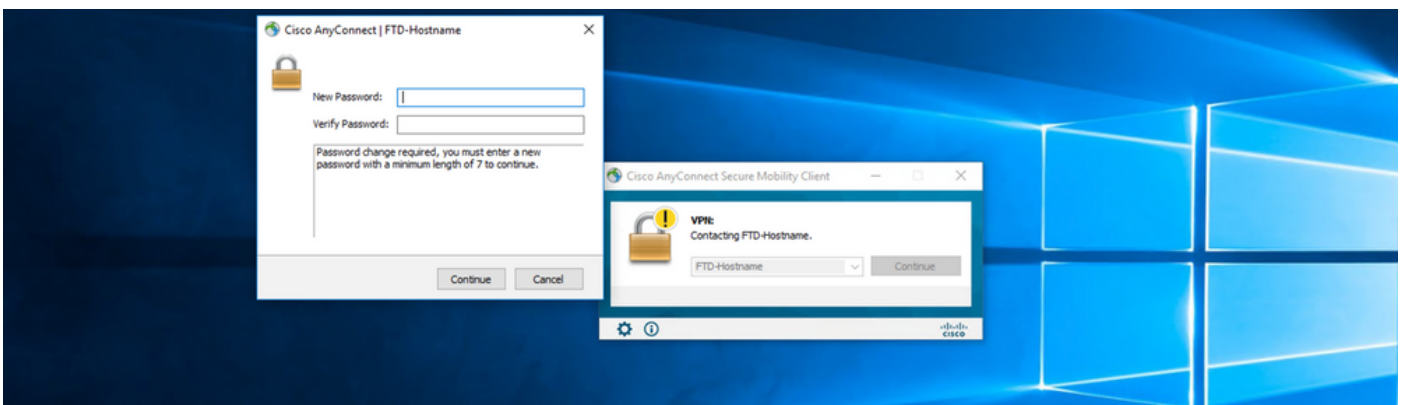 Cisco AnyConnect | FTD-Hostname
New Password:
Verify Password:
Password change required, you must enter a new
password with a minimum length of 7 to continue.
Continue
Cancel
Cisco AnyConnect Secure Mobility Client
VPN:
Contacting FTD-Hostname.
FTD-Hostname
Continue
CISCO